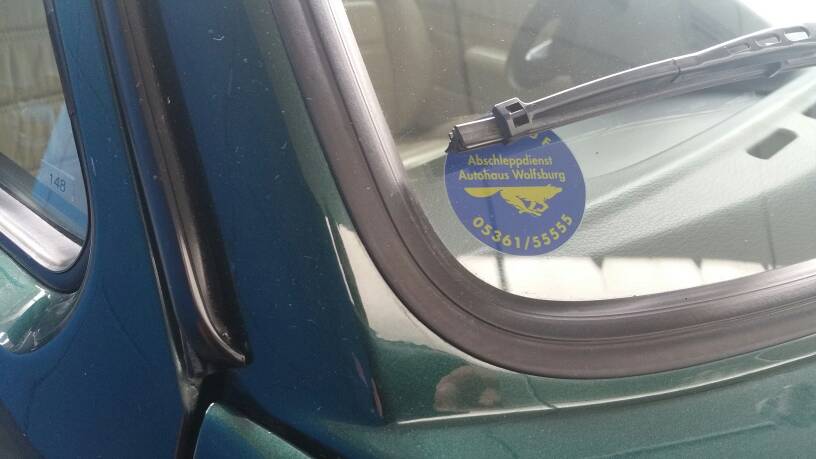 Abschleppdienst
Autohaus Wolfsburg
05361/55555
148